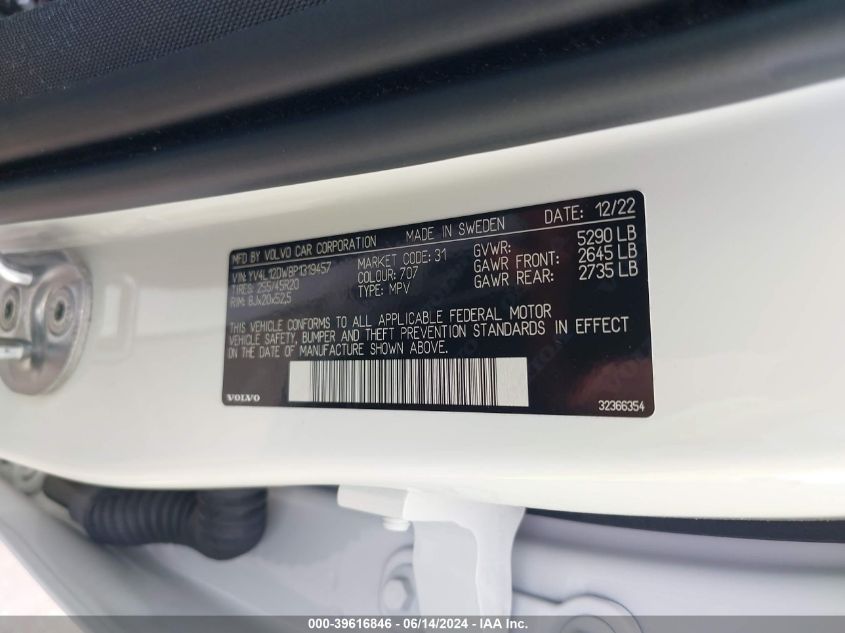 MFD BY VOLVO CAR CORPORATION MADE IN SWEDEN DATE: 12/22
VIN: YV4L12DWBP1319457 MARKET CODE: 31 GVWR: 5290 LB
TIRES: 255/45R20 COLOUR: 707 GAWR FRONT: 2645 LB
RIM: 8Jx20x52,5 TYPE: MPV GAWR REAR: 2735 LB
THIS VEHICLE CONFORMS TO ALL APPLICABLE FEDERAL MOTOR
VEHICLE SAFETY, BUMPER AND THEFT PREVENTION STANDARDS IN EFFECT
ON THE DATE OF MANUFACTURE SHOWN ABOVE.
VOLVO 32366354
000-39616846 - 06/14/2024 - IAA Inc.